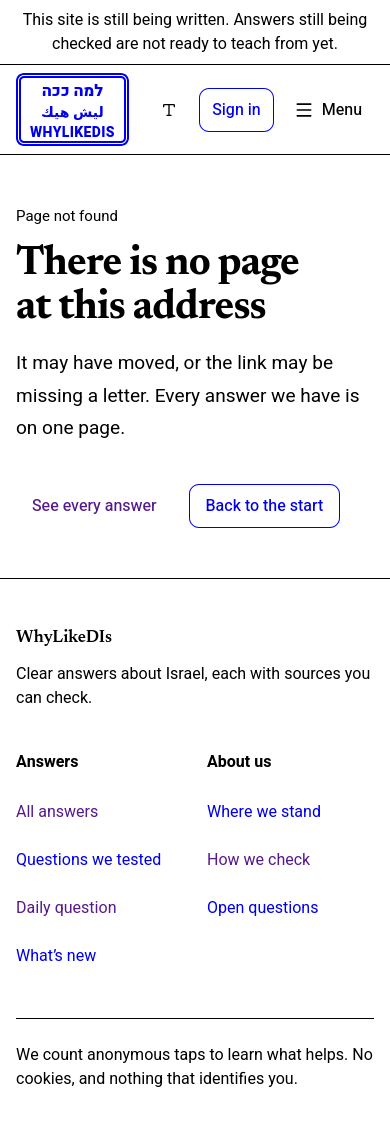 This site is still being written. Answers still being
checked are not ready to teach from yet.
למה ככה
ليش هيك
WHYLIKEDIS
T
Sign in
Menu
Page not found
There is no page
at this address
It may have moved, or the link may be
missing a letter. Every answer we have is
on one page.
See every answer
Back to the start
WhyLikeDIs
Clear answers about Israel, each with sources you
can check.
Answers
About us
All answers
Where we stand
Questions we tested
How we check
Daily question
Open questions
What’s new
We count anonymous taps to learn what helps. No
cookies, and nothing that identifies you.